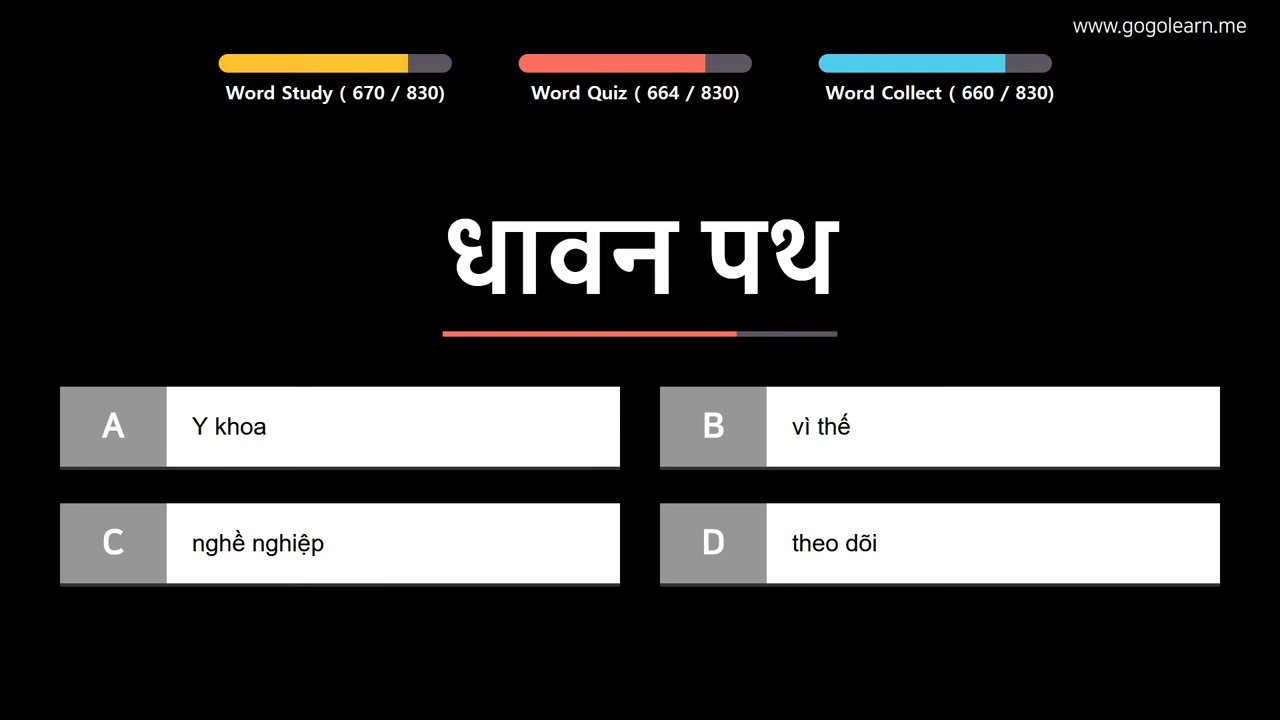 www.gogolearn.me
Word Study ( 670 / 830)
Word Quiz ( 664 / 830)
Word Collect ( 660 / 830)
धावन पथ
A
Y khoa
B
vì thế
C
nghề nghiệp
D
theo dõi